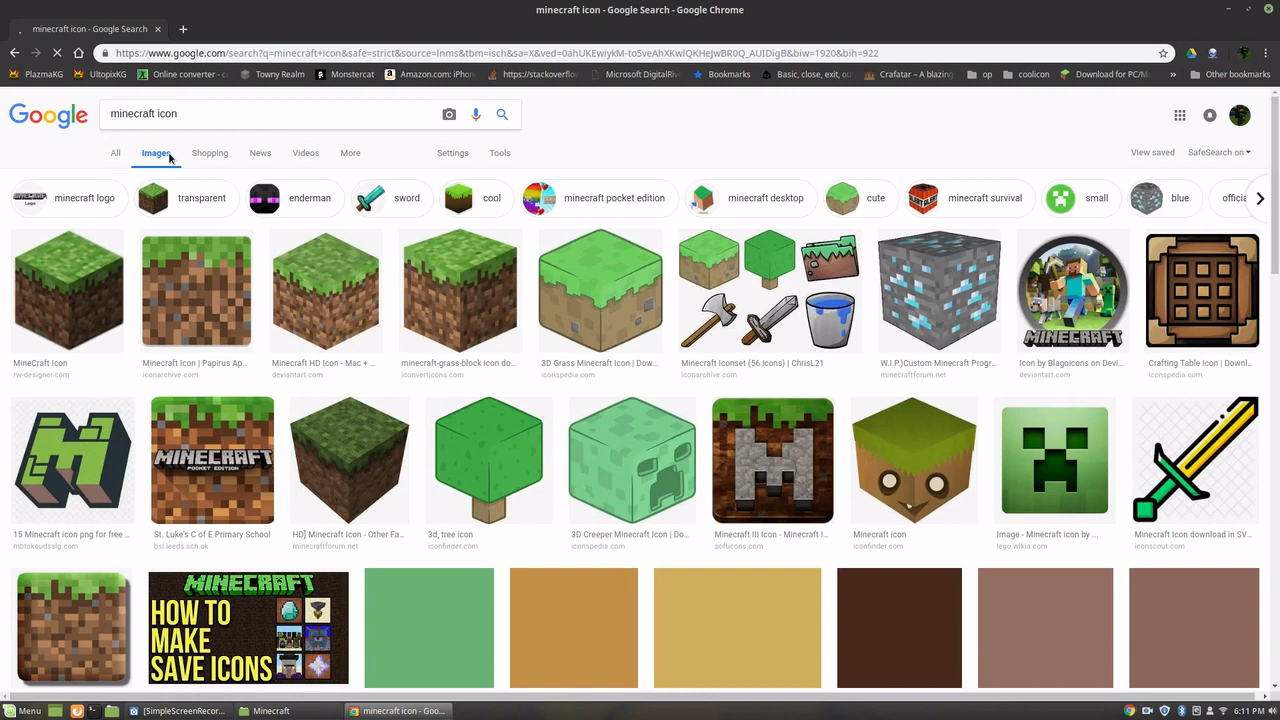 minecraft icon - Google Search - Google Chrome
minecraft icon - Google Search
https://www.google.com/search?q=minecraft+icon&safe=strict&source=lnms&tbm=isch&sa=X&ved=0ahUKEwiykM-to5veAhXKwlQKHeJwBR0Q_AUIDigB&biw=1920&bih=922
PlazmaKG UltopixKG Online converter - c Towny Realm Monstercat Amazon.com: iPhon https://stackoverflo Microsoft DigitalRiv Bookmarks Basic, close, exit, o Crafatar – A blazing op coolicon Download for PC/M » Other bookmarks
Google minecraft icon
All Images Shopping News Videos More Settings Tools View saved SafeSearch on
minecraft logo transparent enderman sword cool minecraft pocket edition minecraft desktop cute minecraft survival small blue officia
MINECRAFT
MineCraft Icon Minecraft Icon | Papirus Ap... Minecraft HD Icon - Mac + ... minecraft-grass-block icon do... 3D Grass Minecraft Icon | Dow... Minecraft Iconset (56 icons) | ChrisL21 W.I.P.)Custom Minecraft Progr... Icon by Blagoicons on Devi... Crafting Table Icon | Downl...
rw-designer.com iconarchive.com deviantart.com iconverticons.com iconspedia.com iconarchive.com minecraftforum.net deviantart.com iconspedia.com
MINECRAFT
POCKET EDITION
15 Minecraft icon png for free ... St. Luke's C of E Primary School HD] Minecraft Icon - Other Fa... 3d, tree icon 3D Creeper Minecraft Icon | Do... Minecraft III Icon - Minecraft I... Minecraft icon Image - Minecraft icon by ... Minecraft Icon download in SV...
mbtskoudsalg.com bsl.leeds.sch.uk minecraftforum.net iconfinder.com iconspedia.com softicons.com iconfinder.com lego.wikia.com iconscout.com
MINECRAFT
HOW TO
MAKE
SAVE ICONS
Menu [SimpleScreenRecor... Minecraft minecraft icon - Goo... 6:11 PM